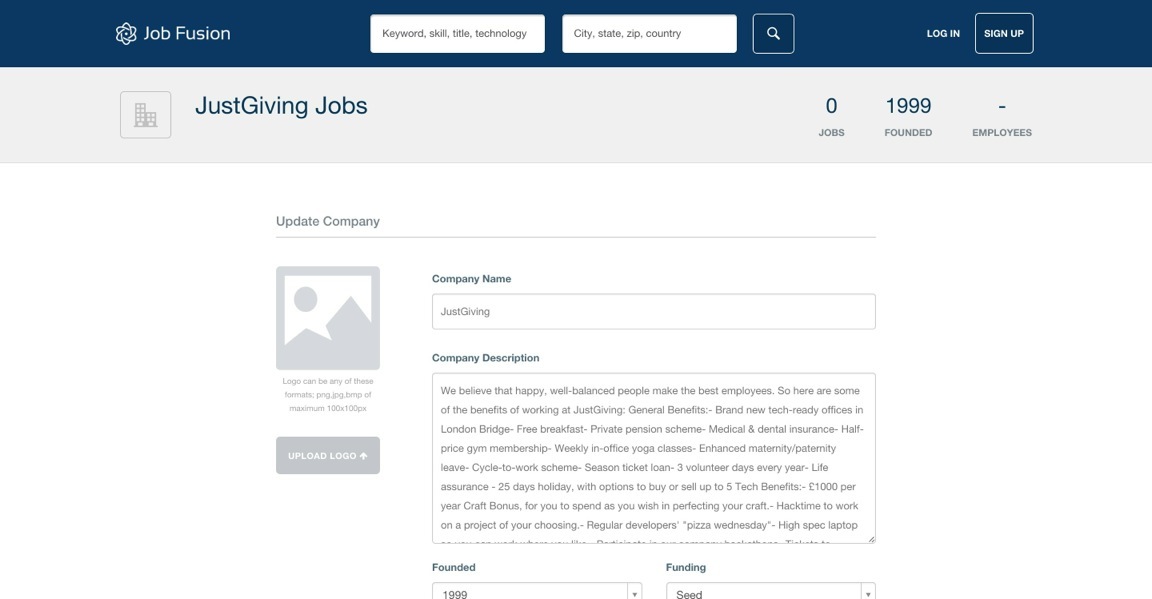 Job Fusion
Keyword, skill, title, technology
City, state, zip, country
LOG IN
SIGN UP
JustGiving Jobs
0
JOBS
1999
FOUNDED
-
EMPLOYEES
Update Company
Logo can be any of these
formats; png,jpg,bmp of
maximum 100x100px
UPLOAD LOGO
Company Name
JustGiving
Company Description
We believe that happy, well-balanced people make the best employees. So here are some
of the benefits of working at JustGiving: General Benefits:- Brand new tech-ready offices in
London Bridge- Free breakfast- Private pension scheme- Medical & dental insurance- Half-
price gym membership- Weekly in-office yoga classes- Enhanced maternity/paternity
leave- Cycle-to-work scheme- Season ticket loan- 3 volunteer days every year- Life
assurance - 25 days holiday, with options to buy or sell up to 5 Tech Benefits:- £1000 per
year Craft Bonus, for you to spend as you wish in perfecting your craft.- Hacktime to work
on a project of your choosing.- Regular developers' "pizza wednesday"- High spec laptop
Founded
1999
Funding
Seed